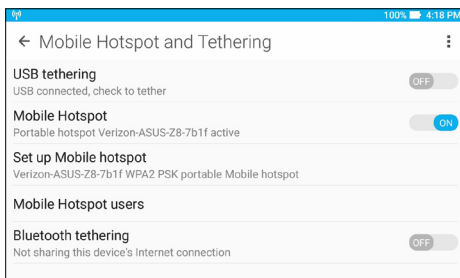 100% 4:18 PM
Mobile Hotspot and Tethering
USB tethering
OFF
USB connected, check to tether
Mobile Hotspot
ON
Portable hotspot Verizon-ASUS-Z8-7b1f active
Set up Mobile hotspot
Verizon-ASUS-Z8-7b1f WPA2 PSK portable Mobile hotspot
Mobile Hotspot users
Bluetooth tethering
OFF
Not sharing this device's Internet connection